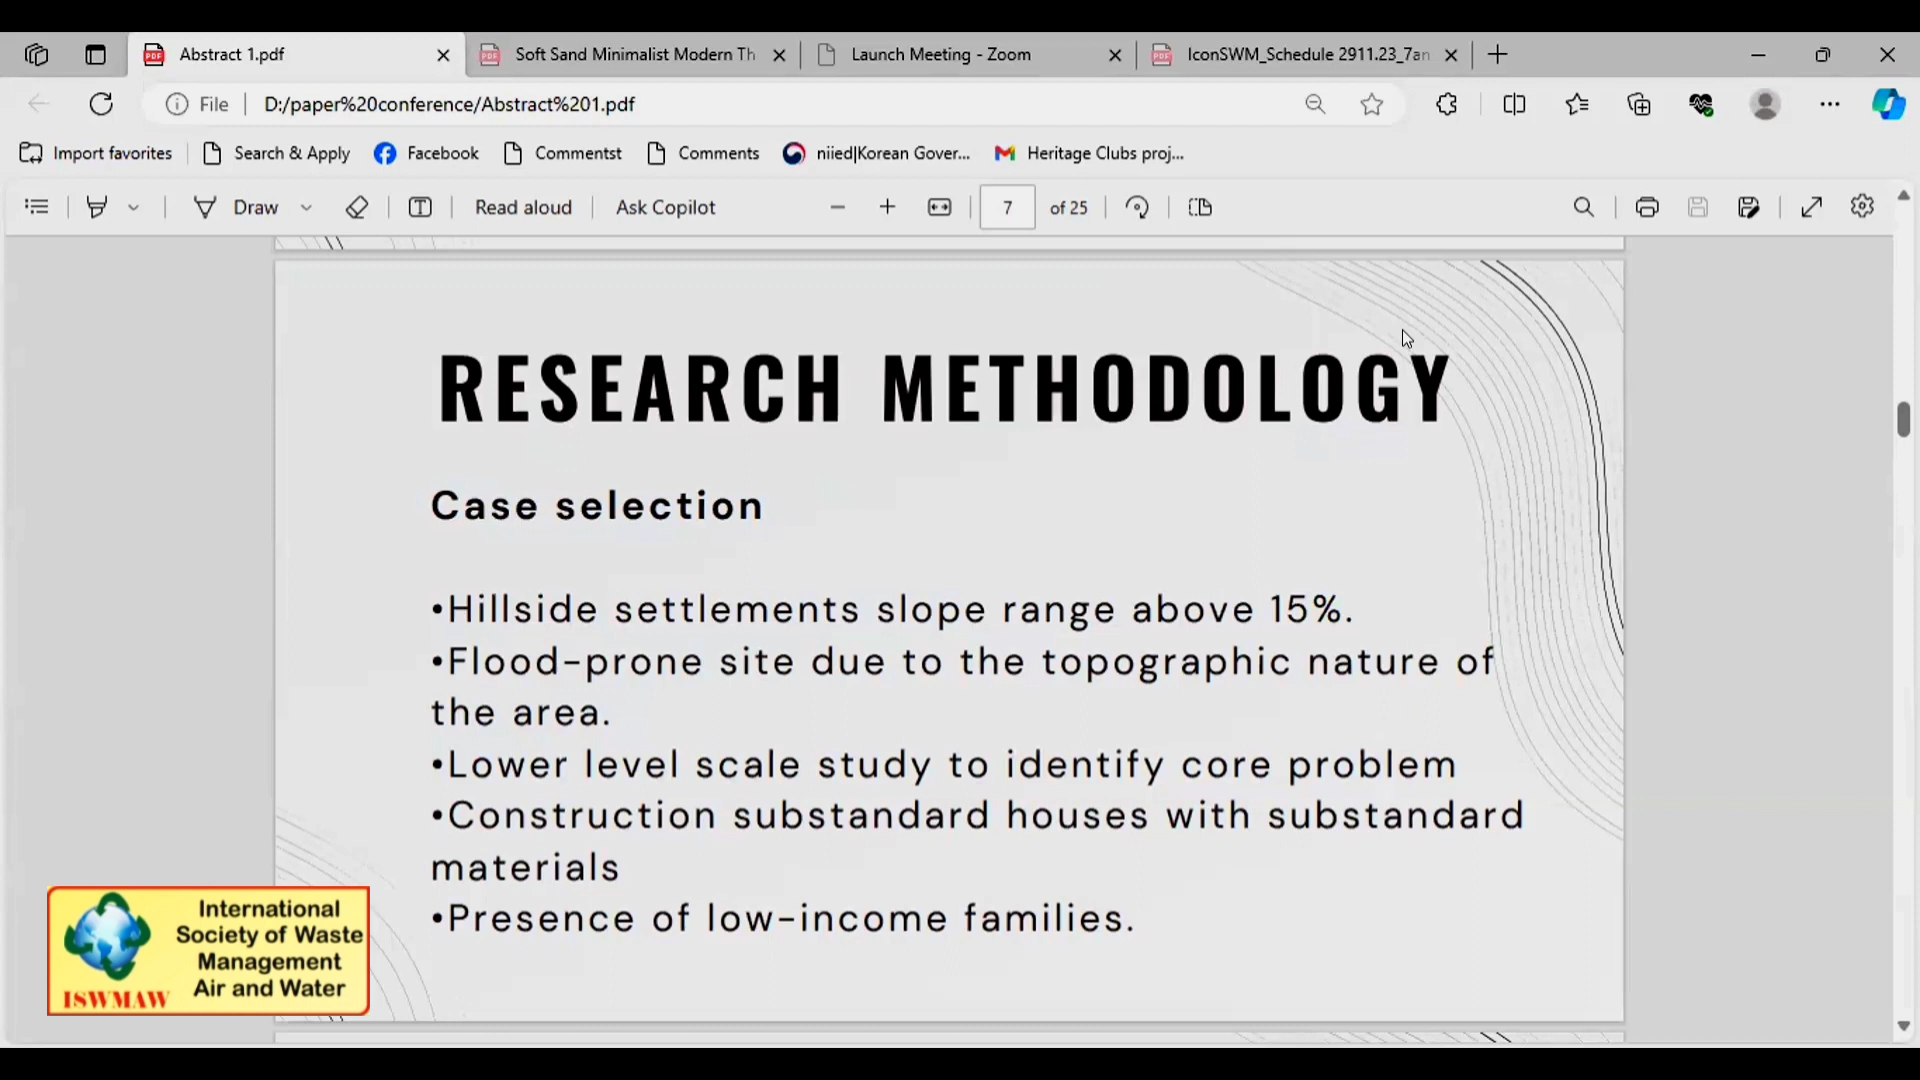 Abstract 1.pdf
Soft Sand Minimalist Modern Th
Launch Meeting - Zoom
IconSWM_Schedule 2911.23_7an
File
D:/paper%20conference/Abstract%201.pdf
Import favorites
Search & Apply
Facebook
Commentst
Comments
niied|Korean Gover...
Heritage Clubs proj...
Draw
Read aloud
Ask Copilot
7
of 25
RESEARCH METHODOLOGY
Case selection
•Hillside settlements slope range above 15%.
•Flood-prone site due to the topographic nature of
the area.
•Lower level scale study to identify core problem
•Construction substandard houses with substandard
materials
•Presence of low-income families.
International
Society of Waste
Management
Air and Water
ISWMAW